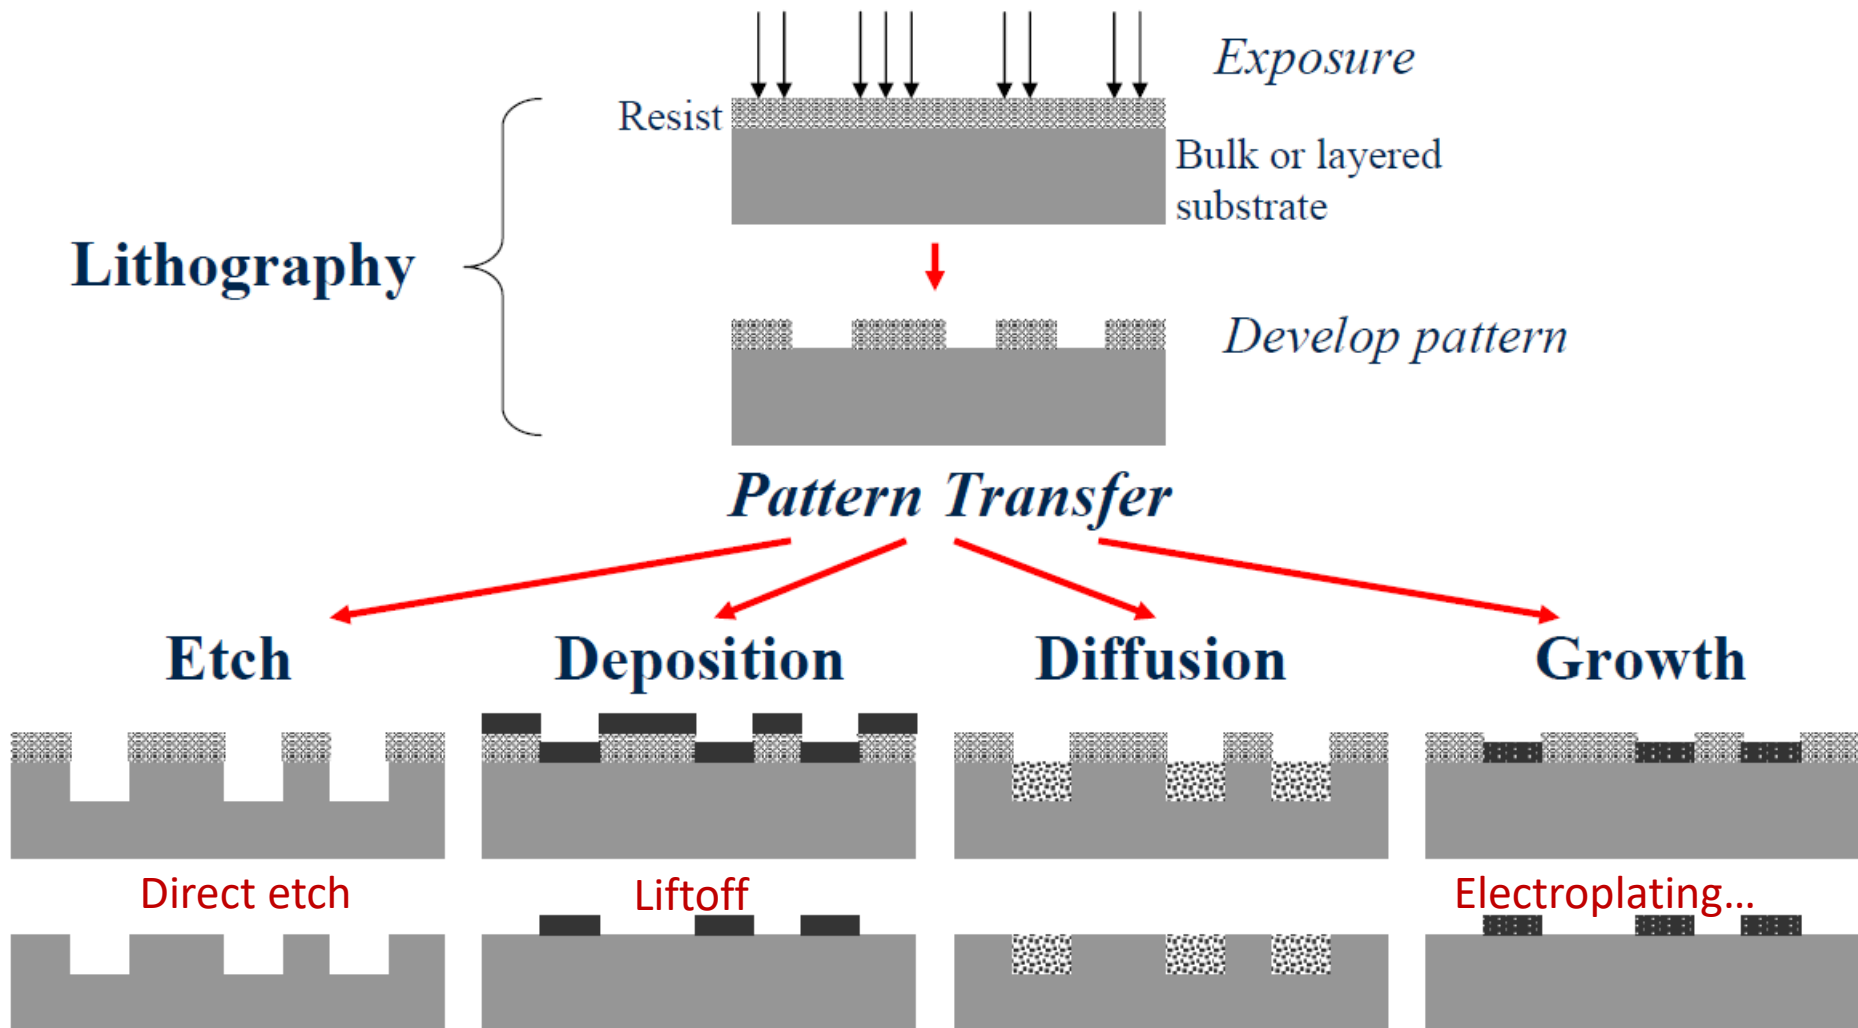 Exposure
Resist
Bulk or layered
substrate
Lithography
Develop pattern
Pattern Transfer
Etch
Deposition
Diffusion
Growth
Direct etch
Liftoff
Electroplating...